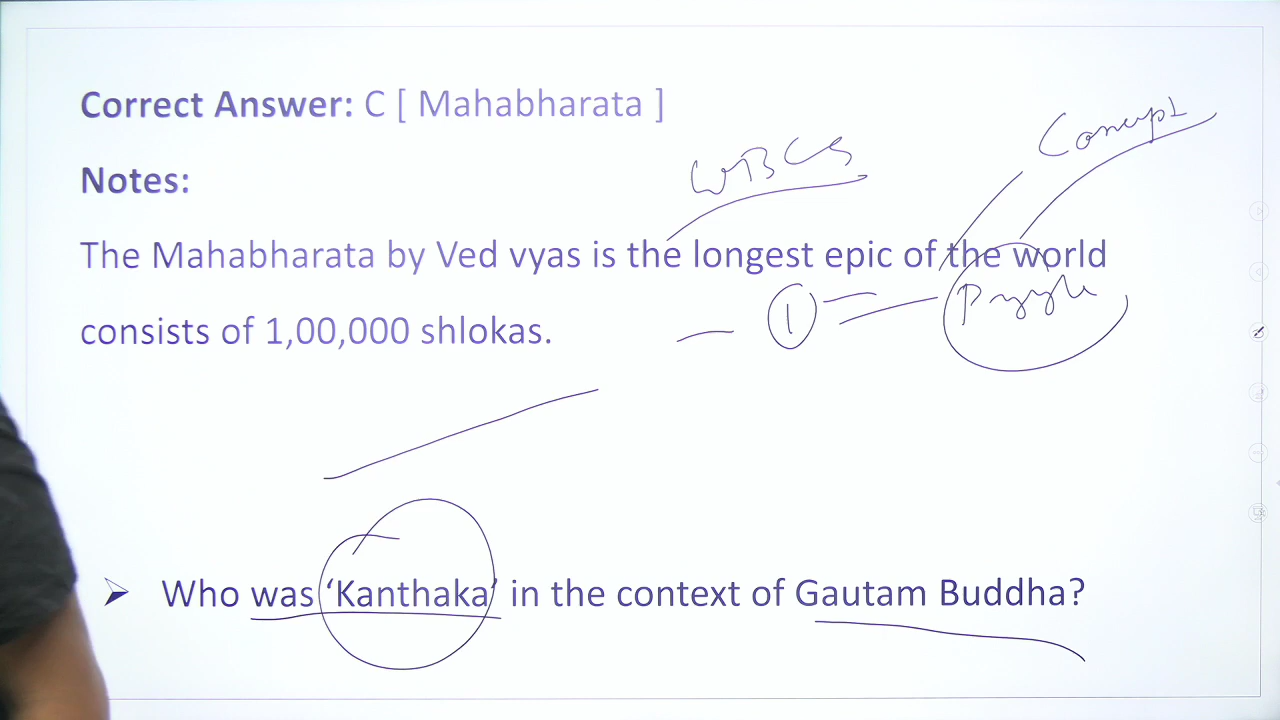 Correct Answer: C [ Mahabharata ]
Concept
WBCS
Notes:
The Mahabharata by Ved vyas is the longest epic of the world
1
Puzzle
consists of 1,00,000 shlokas.
➢ Who was ‘Kanthaka’ in the context of Gautam Buddha?